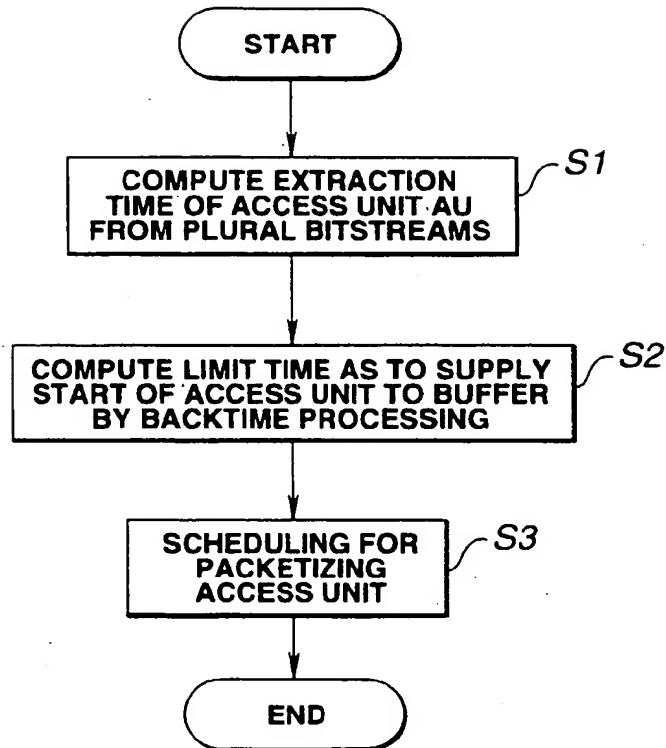 START
S1
COMPUTE EXTRACTION
TIME OF ACCESS UNIT AU
FROM PLURAL BITSTREAMS
S2
COMPUTE LIMIT TIME AS TO SUPPLY
START OF ACCESS UNIT TO BUFFER
BY BACKTIME PROCESSING
S3
SCHEDULING FOR
PACKETIZING
ACCESS UNIT
END